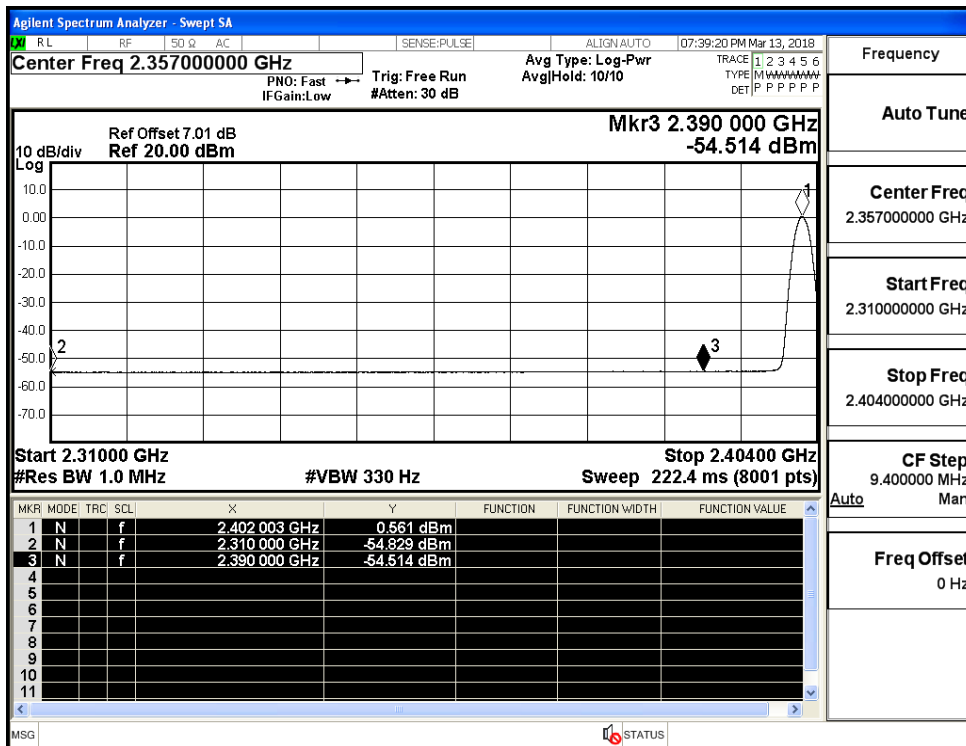 Agilent Spectrum Analyzer - Swept SA
LXI RL RF 50 Ω AC SENSE:PULSE ALIGN AUTO 07:39:20 PM Mar 13, 2018
Center Freq 2.357000000 GHz
PNO: Fast
IFGain:Low
Trig: Free Run
#Atten: 30 dB
Avg Type: Log-Pwr
Avg|Hold: 10/10
TRACE 1 2 3 4 5 6
TYPE M WWWWW
DET P P P P P P
Ref Offset 7.01 dB
10 dB/div Ref 20.00 dBm
Log
Mkr3 2.390 000 GHz
-54.514 dBm
10.0
0.00
-10.0
-20.0
-30.0
-40.0
-50.0
-60.0
-70.0
1
2
3
Start 2.31000 GHz Stop 2.40400 GHz
#Res BW 1.0 MHz #VBW 330 Hz Sweep 222.4 ms (8001 pts)
MKR MODE TRC SCL X Y FUNCTION FUNCTION WIDTH FUNCTION VALUE
1 N f 2.402 003 GHz 0.561 dBm
2 N f 2.310 000 GHz -54.829 dBm
3 N f 2.390 000 GHz -54.514 dBm
4
5
6
7
8
9
10
11
MSG STATUS
Frequency
Auto Tune
Center Freq
2.357000000 GHz
Start Freq
2.310000000 GHz
Stop Freq
2.404000000 GHz
CF Step
9.400000 MHz
Auto Man
Freq Offset
0 Hz